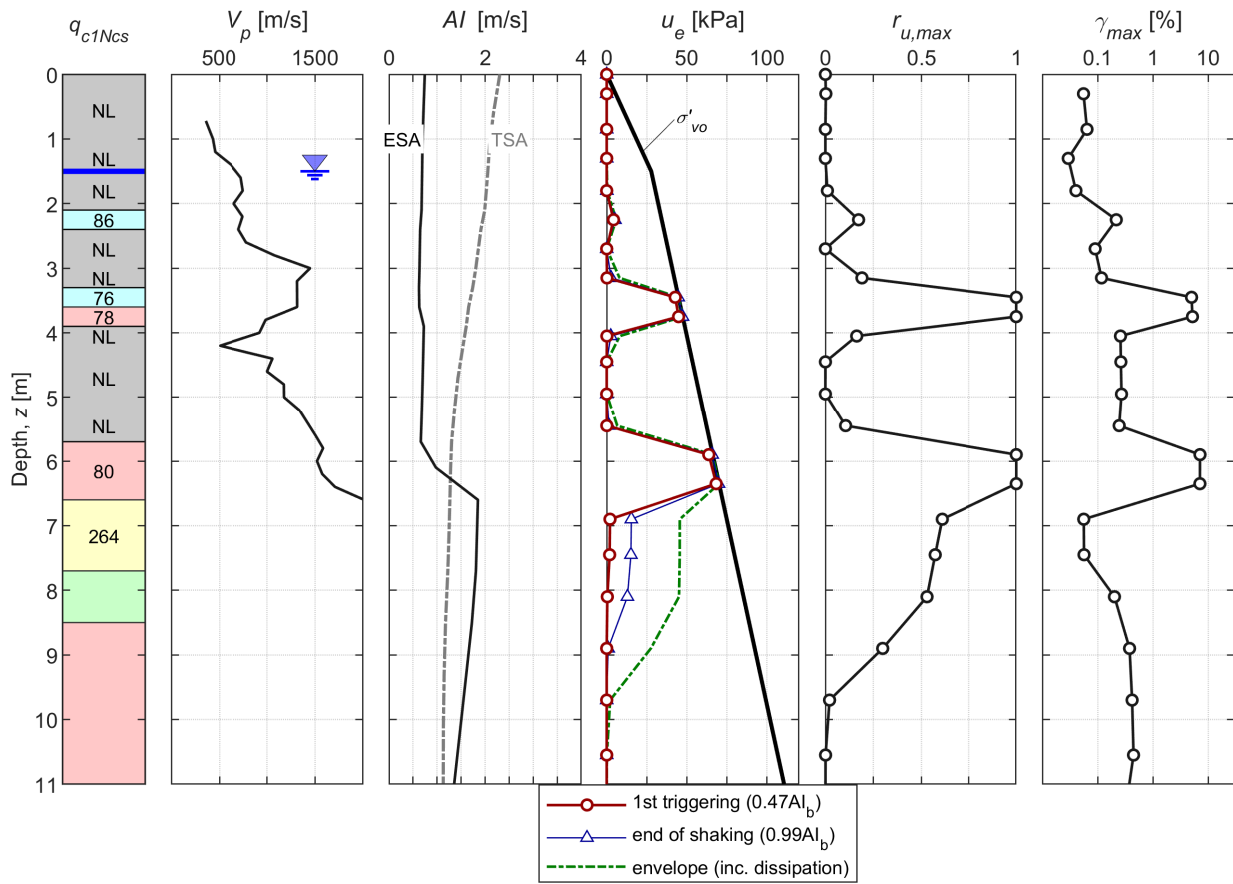 q_c1Ncs
V_p [m/s]
AI [m/s]
u_e [kPa]
r_u,max
γ_max [%]
500 1500
0 2 4
0 50 100
0 0.5 1
0.1 1 10
Depth, z [m]
0
1
2
3
4
5
6
7
8
9
10
11
NL
NL
NL
86
NL
NL
76
78
NL
NL
NL
80
264
ESA
TSA
σ'_vo
1st triggering (0.47AI_b)
end of shaking (0.99AI_b)
envelope (inc. dissipation)